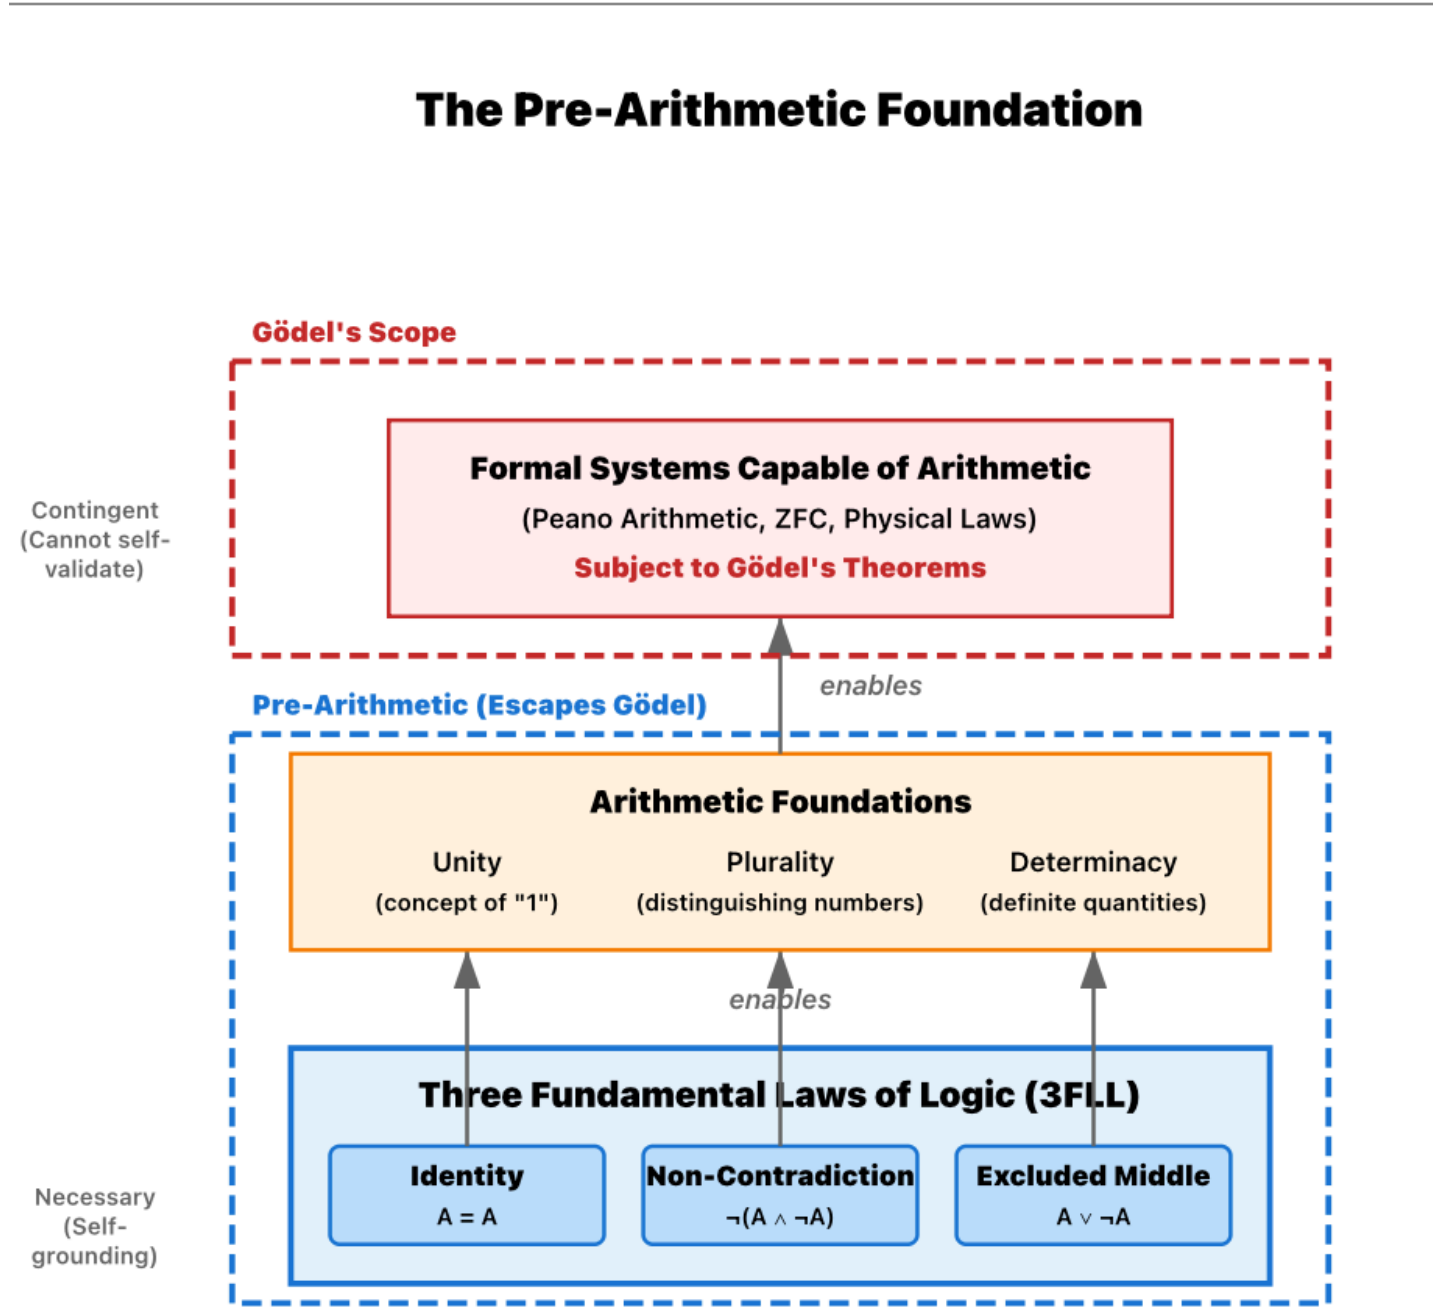 The Pre-Arithmetic Foundation
Gödel's Scope
Formal Systems Capable of Arithmetic
(Peano Arithmetic, ZFC, Physical Laws)
Subject to Gödel's Theorems
Contingent
(Cannot self-
validate)
enables
Pre-Arithmetic (Escapes Gödel)
Arithmetic Foundations
Unity
(concept of "1")
Plurality
(distinguishing numbers)
Determinacy
(definite quantities)
enables
Three Fundamental Laws of Logic (3FLL)
Identity
A = A
Non-Contradiction
¬(A ∧ ¬A)
Excluded Middle
A ∨ ¬A
Necessary
(Self-
grounding)